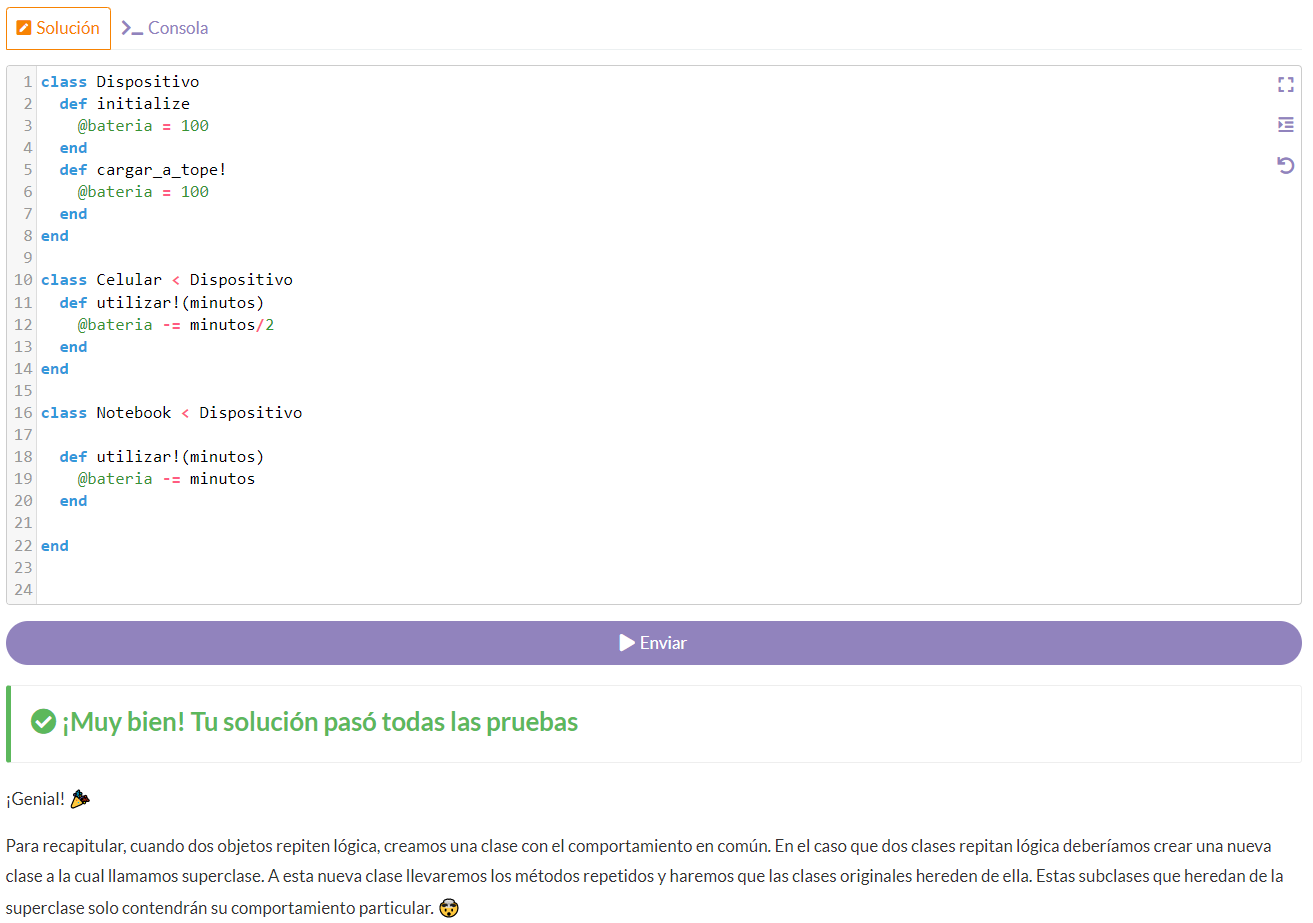 Solución
Consola
1 class Dispositivo
2   def initialize
3     @bateria = 100
4   end
5   def cargar_a_tope!
6     @bateria = 100
7   end
8 end
9
10 class Celular < Dispositivo
11   def utilizar!(minutos)
12     @bateria -= minutos/2
13   end
14 end
15
16 class Notebook < Dispositivo
17
18   def utilizar!(minutos)
19     @bateria -= minutos
20   end
21
22 end
23
24
Enviar
¡Muy bien! Tu solución pasó todas las pruebas
¡Genial! 🎉
Para recapitular, cuando dos objetos repiten lógica, creamos una clase con el comportamiento en común. En el caso que dos clases repitan lógica deberíamos crear una nueva
clase a la cual llamamos superclase. A esta nueva clase llevaremos los métodos repetidos y haremos que las clases originales hereden de ella. Estas subclases que heredan de la
superclase solo contendrán su comportamiento particular. 🤯